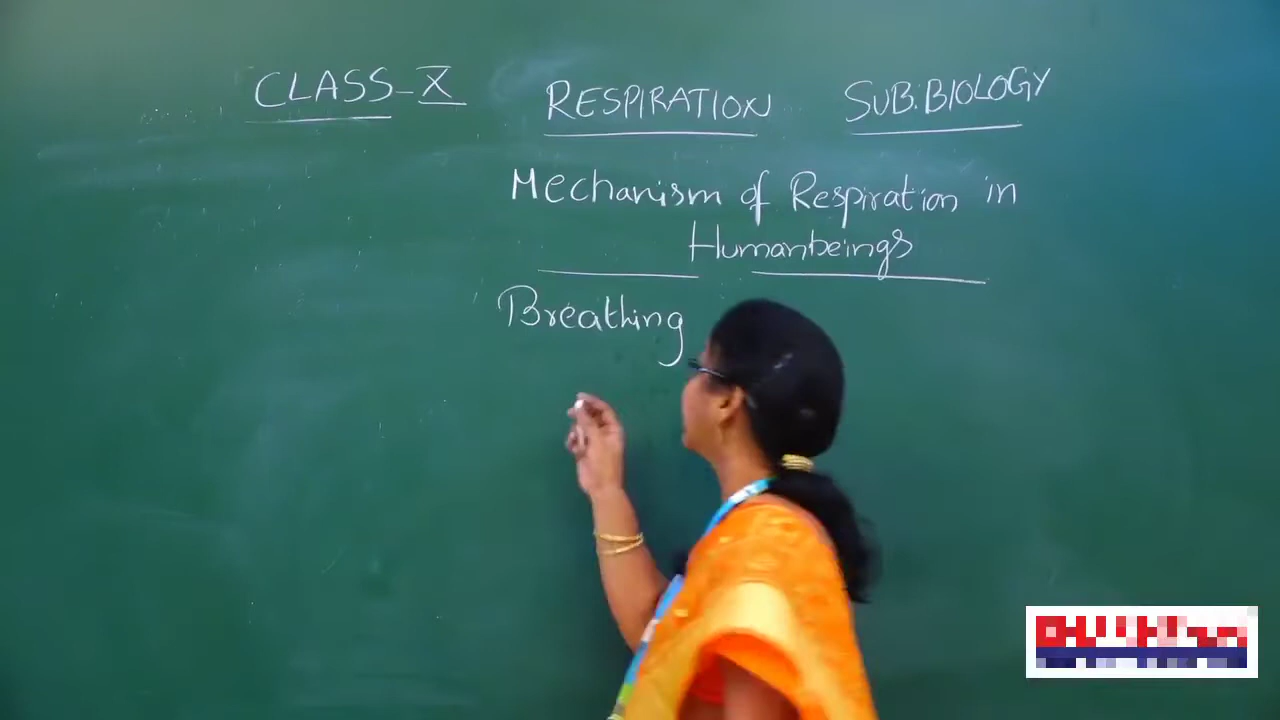 CLASS-X RESPIRATION SUB:BIOLOGY
Mechanism of Respiration in
Humanbeings
Breathing